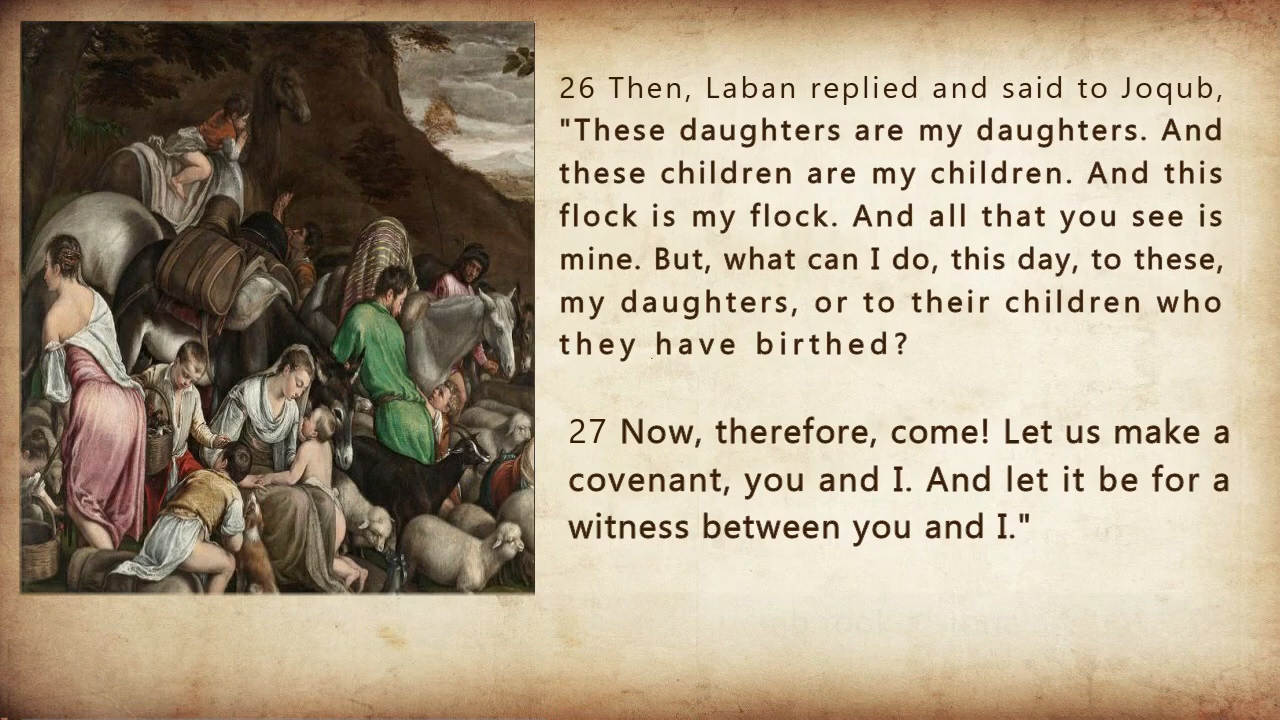 26 Then, Laban replied and said to Joqub,
"These daughters are my daughters. And
these children are my children. And this
flock is my flock. And all that you see is
mine. But, what can I do, this day, to these,
my daughters, or to their children who
they have birthed?
27 Now, therefore, come! Let us make a
covenant, you and I. And let it be for a
witness between you and I."